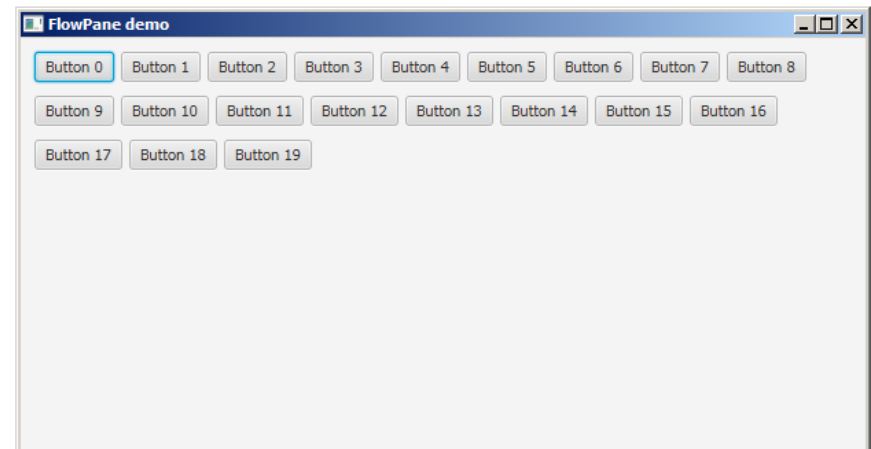 FlowPane demo
Button 0 Button 1 Button 2 Button 3 Button 4 Button 5 Button 6 Button 7 Button 8
Button 9 Button 10 Button 11 Button 12 Button 13 Button 14 Button 15 Button 16
Button 17 Button 18 Button 19